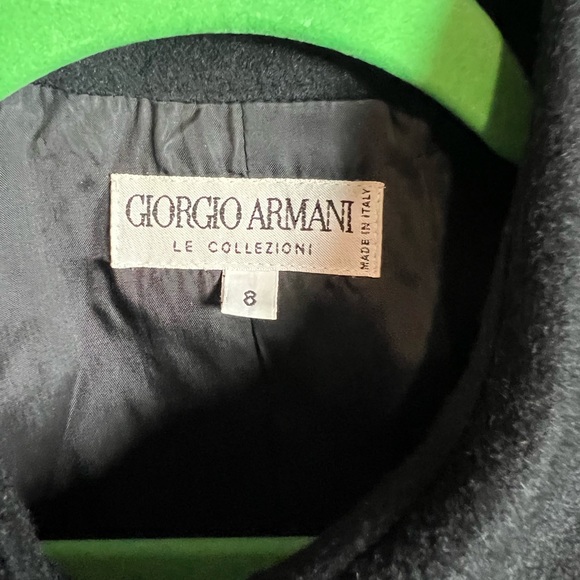 GIORGIO ARMANI
LE COLLEZIONI
MADE IN ITALY
8